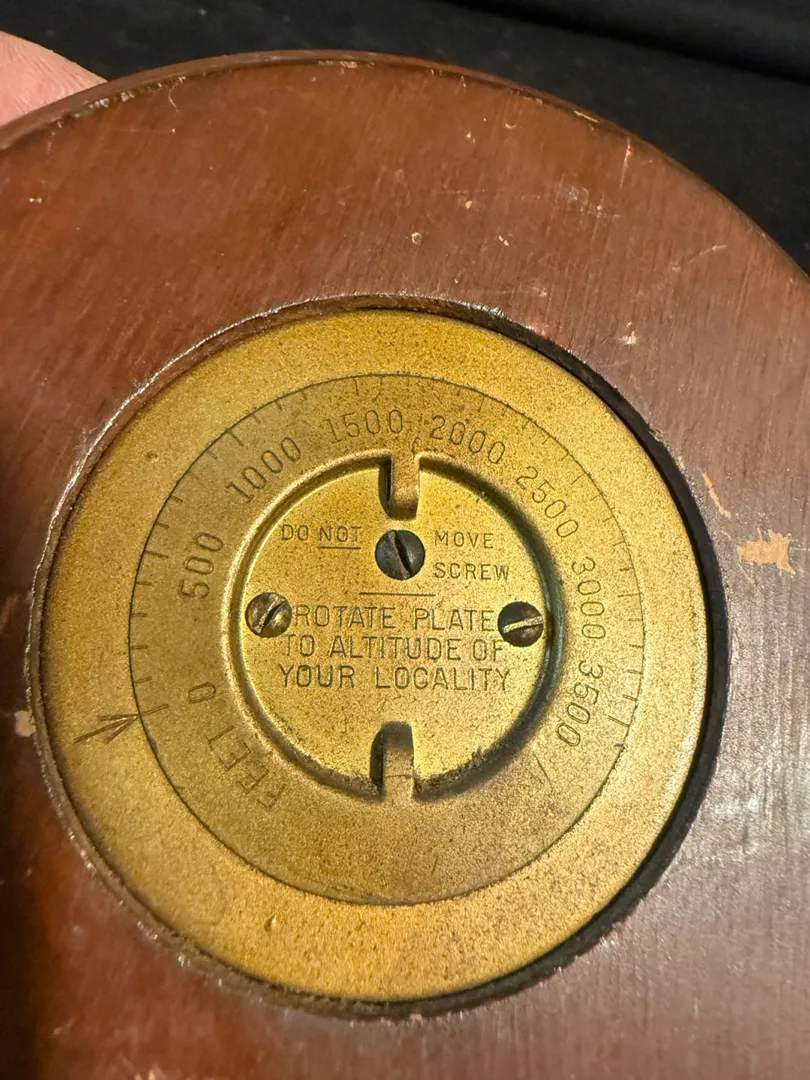 FEET 0 500 1000 1500 2000 2500 3000 3500
DO NOT MOVE
SCREW
ROTATE PLATE
TO ALTITUDE OF
YOUR LOCALITY